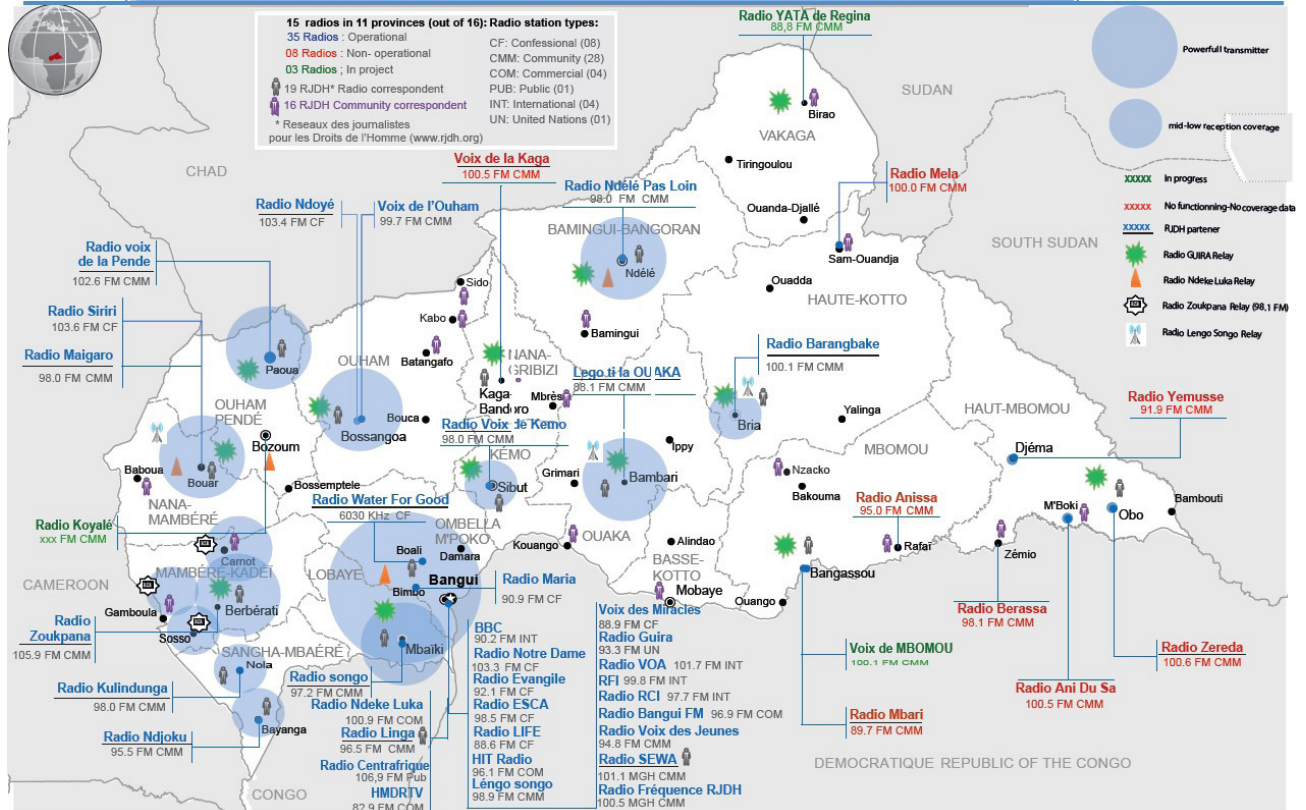 15 radios in 11 provinces (out of 16):
35 Radios : Operational
08 Radios : Non- operational
03 Radios ; In project
19 RJDH* Radio correspondent
16 RJDH Community correspondent
* Reseaux des journalistes
pour les Droits de l'Homme (www.rjdh.org)
Radio station types:
CF: Confessional (08)
CMM: Community (28)
COM: Commercial (04)
PUB: Public (01)
INT: International (04)
UN: United Nations (01)
Radio YATA de Regina
88,8 FM CMM
Powerfull transmitter
mid-low reception coverage
xxxxx In progress
xxxxx No functionning-No coverage data
xxxxx RJDH partener
Radio GUIRA Relay
Radio Ndeke Luka Relay
Radio Zoukpana Relay (98.1 FM)
Radio Lengo Songo Relay
SUDAN
CHAD
SOUTH SUDAN
CAMEROON
CONGO
DEMOCRATIQUE REPUBLIC OF THE CONGO
Birao
VAKAGA
Tiringoulou
Ouanda-Djallé
Radio Mela
100.0 FM CMM
Sam-Ouandja
Voix de la Kaga
100.5 FM CMM
Radio Ndélé Pas Loin
98.0 FM CMM
BAMINGUI-BANGORAN
Ndélé
Bamingui
Ouadda
HAUTE-KOTTO
Radio Ndoyé
103.4 FM CF
Voix de l'Ouham
99.7 FM CMM
Radio voix
de la Pende
102.6 FM CMM
Radio Siriri
103.6 FM CF
Radio Maigaro
98.0 FM CMM
Sido
Kabo
Batangafo
OUHAM
Paoua
OUHAM
PENDÉ
Bossangoa
Bouca
NANA-
GRIBIZI
Kaga-
Bandoro
Mbrès
Lego.ti la OUAKA
88.1 FM CMM
Radio Barangbake
100.1 FM CMM
Bria
Yalinga
HAUT-MBOMOU
Radio Yemusse
91.9 FM CMM
Djéma
Radio Voix de Kemo
98.0 FM CMM
KÉMO
Sibut
Ippy
Grimari
Bambari
MBOMOU
Nzacko
Bakouma
Bozoum
Bouar
Baboua
Bossemptele
NANA-
MAMBÉRÉ
Radio Water For Good
6030 KHz CF
Radio Koyalé
xxx FM CMM
OMBELLA
M'POKO
Boali
Damara
Bangui
Bimbo
LOBAYE
Kouango
OUAKA
Alindao
BASSE-
KOTTO
Mobaye
Ouango
Radio Anissa
95.0 FM CMM
Rafaï
Bangassou
Zémio
M'Boki
Obo
Bambouti
Carnot
MAMBÉRÉ-KADÉÏ
Berbérati
Gamboula
Sosso
SANGHA-MBAÉRÉ
Nola
Mbaïki
Bayanga
Radio
Zoukpana
105.9 FM CMM
Radio Kulindunga
98.0 FM CMM
Radio Ndjoku
95.5 FM CMM
Radio songo
97.2 FM CMM
Radio Maria
90.9 FM CF
Radio Ndeke Luka
100.9 FM COM
Radio Linga
96.5 FM CMM
Radio Centrafrique
106,9 FM Pub
HMDRTV
82.9 FM COM
BBC
90.2 FM INT
Radio Notre Dame
103.3 FM CF
Radio Evangile
92.1 FM CF
Radio ESCA
98.5 FM CF
Radio LIFE
88.6 FM CF
HIT Radio
96.1 FM COM
Léngo songo
98.9 FM CMM
Voix des Miracles
88.9 FM CF
Radio Guira
93.3 FM UN
Radio VOA 101.7 FM INT
RFI 99.8 FM INT
Radio RCI 97.7 FM INT
Radio Bangui FM 96.9 FM COM
Radio Voix des Jeunes
94.8 FM CMM
Radio SEWA
101.1 MGH CMM
Radio Fréquence RJDH
100.5 MGH CMM
Voix de MBOMOU
100.1 FM CMM
Radio Mbari
89.7 FM CMM
Radio Berassa
98.1 FM CMM
Radio Ani Du Sa
100.5 FM CMM
Radio Zereda
100.6 FM CMM